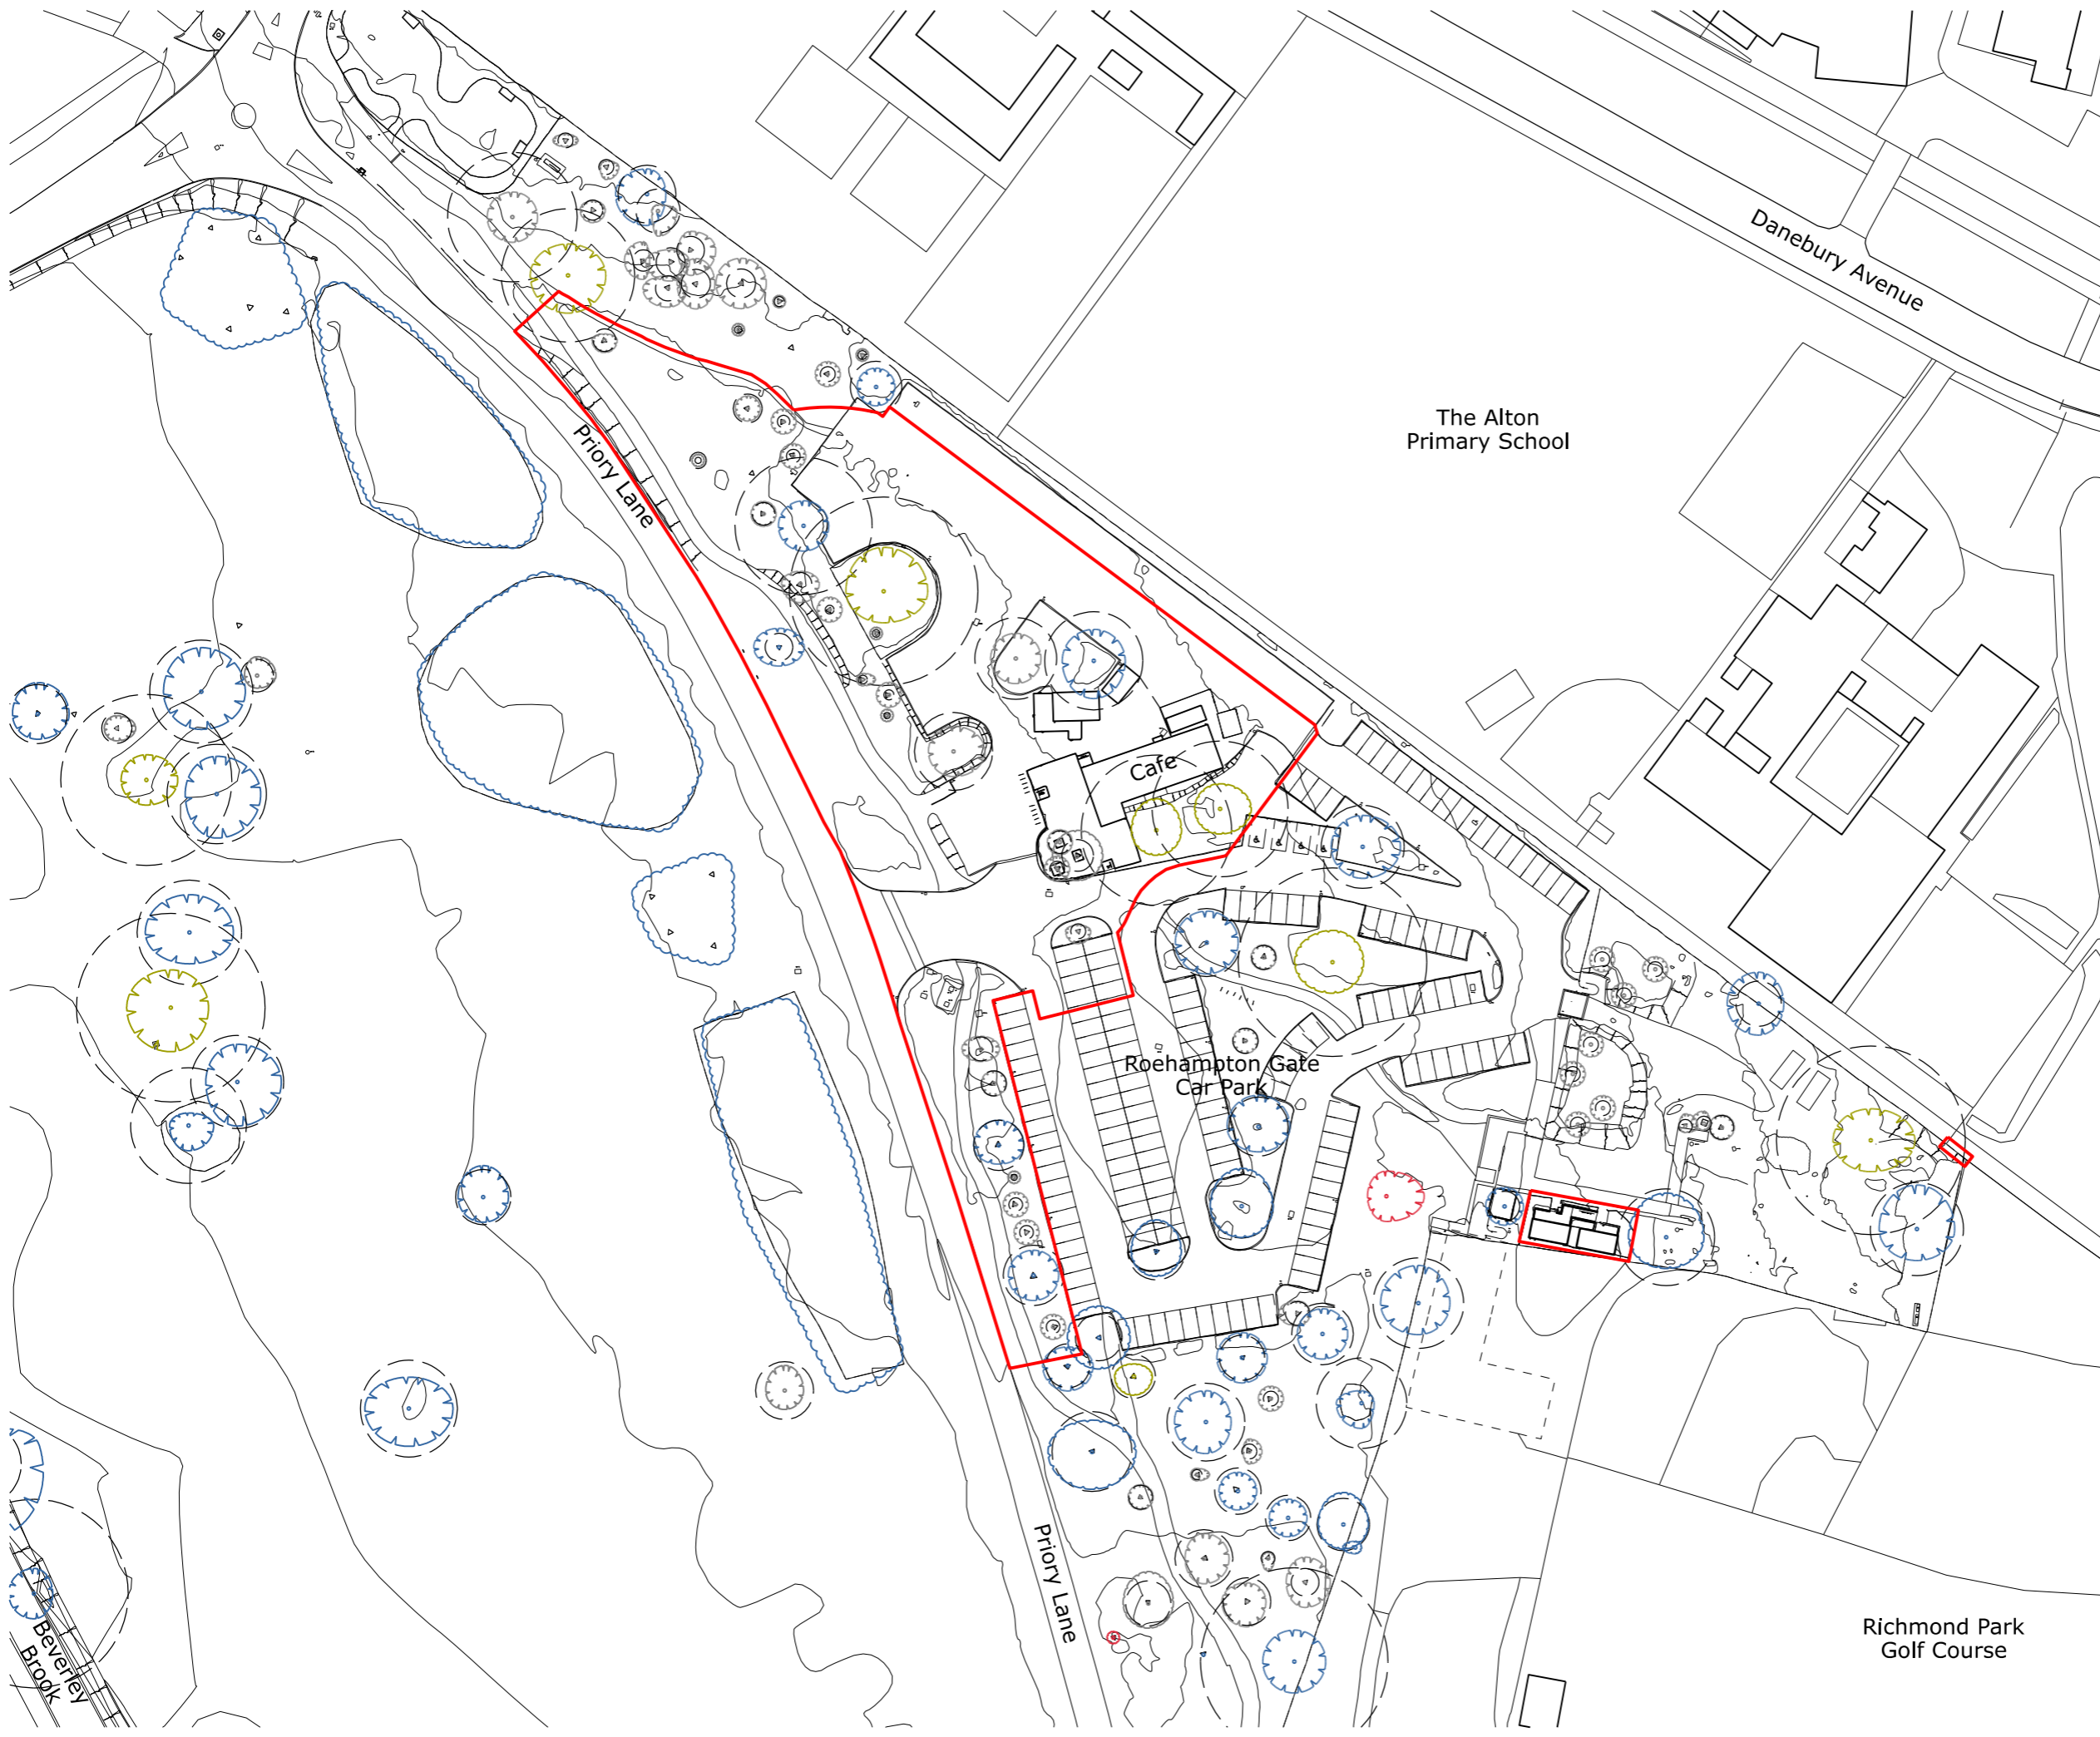 Danebury Avenue
The Alton
Primary School
Priory Lane
Cafe
Roehampton Gate
Car Park
Priory Lane
Beverley
Brook
Richmond Park
Golf Course